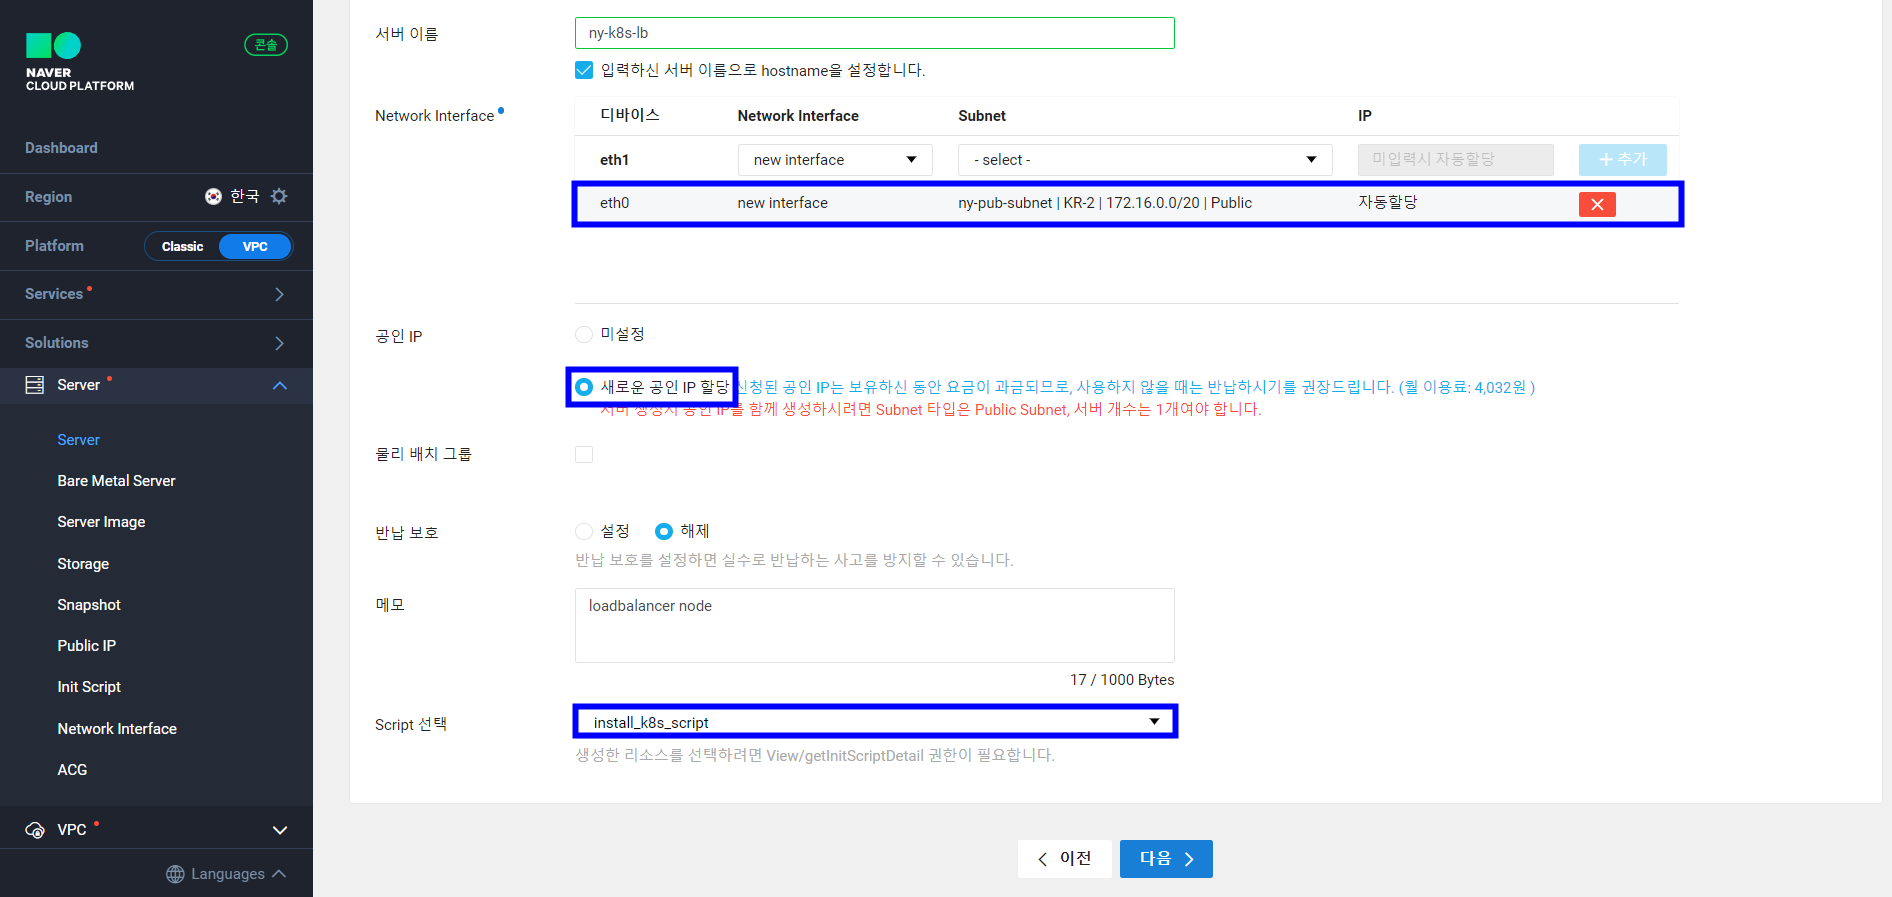 NAVER
CLOUD PLATFORM
콘솔
Dashboard
Region
한국
Platform
Classic
VPC
Services
Solutions
Server
Server
Bare Metal Server
Server Image
Storage
Snapshot
Public IP
Init Script
Network Interface
ACG
VPC
Languages
서버 이름
ny-k8s-lb
입력하신 서버 이름으로 hostname을 설정합니다.
Network Interface
디바이스 Network Interface Subnet IP
eth1 new interface - select - 미입력시 자동할당 + 추가
eth0 new interface ny-pub-subnet | KR-2 | 172.16.0.0/20 | Public 자동할당
공인 IP
미설정
새로운 공인 IP 할당 신청된 공인 IP는 보유하신 동안 요금이 과금되므로, 사용하지 않을 때는 반납하시기를 권장드립니다. (월 이용료: 4,032원 )
서버 생성시 공인 IP를 함께 생성하시려면 Subnet 타입은 Public Subnet, 서버 개수는 1개여야 합니다.
물리 배치 그룹
반납 보호
설정 해제
반납 보호를 설정하면 실수로 반납하는 사고를 방지할 수 있습니다.
메모
loadbalancer node
17 / 1000 Bytes
Script 선택
install_k8s_script
생성한 리소스를 선택하려면 View/getInitScriptDetail 권한이 필요합니다.
이전
다음